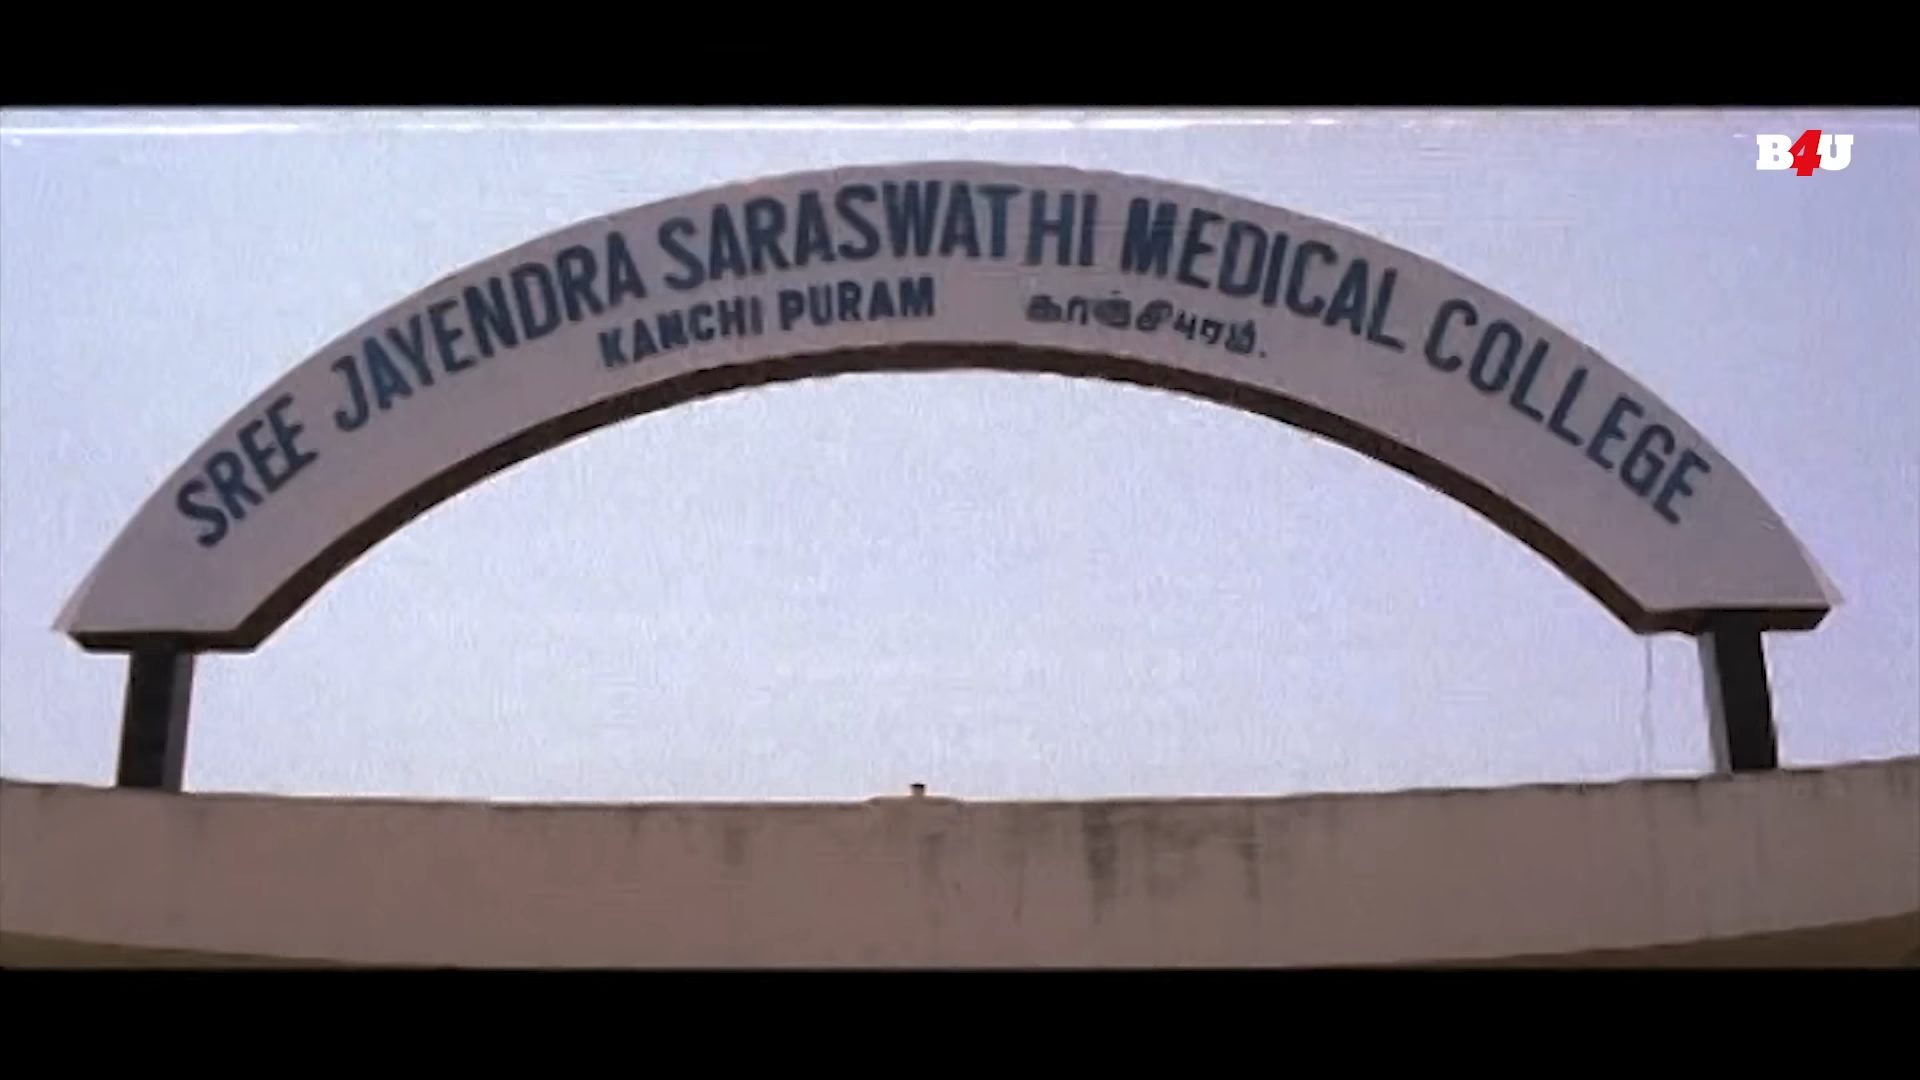 B4U
SREE JAYENDRA SARASWATHI MEDICAL COLLEGE
KANCHI PURAM காஞ்சிபுரம்.